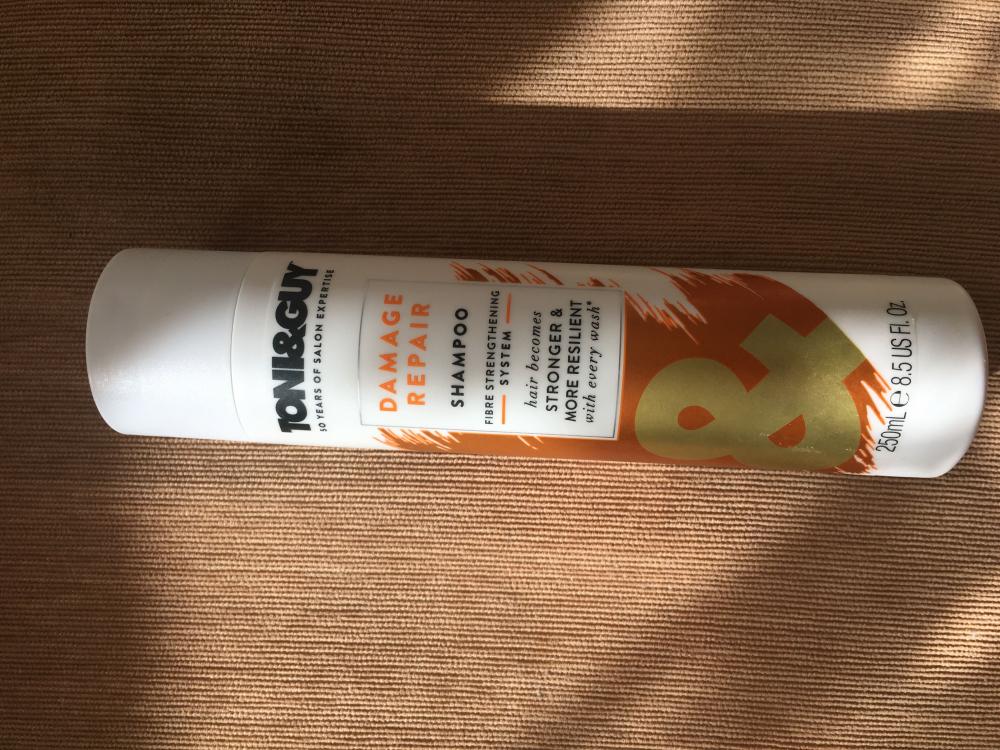 TONI&GUY
50 YEARS OF SALON EXPERTISE
DAMAGE
REPAIR
SHAMPOO
FIBRE STRENGTHENING
SYSTEM
hair becomes
STRONGER &
MORE RESILIENT
with every wash*
&
250mL ℮ 8.5 US Fl. Oz.